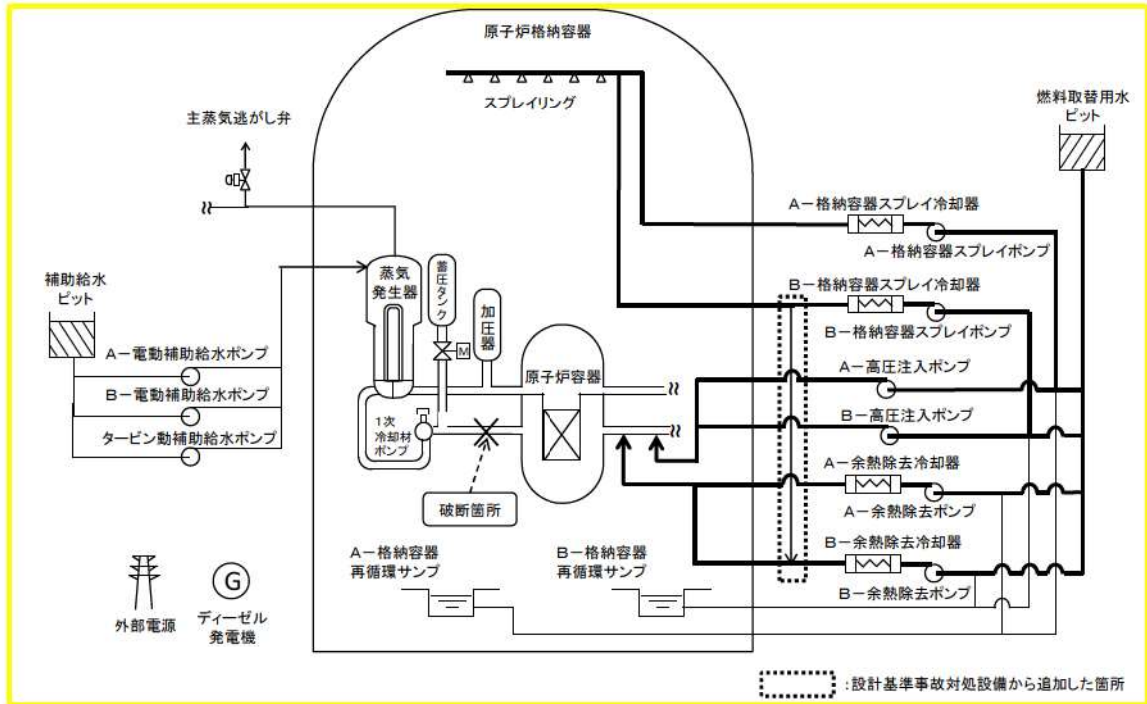 原子炉格納容器
スプレイリング
主蒸気逃がし弁
燃料取替用水
ピット
A－格納容器スプレイ冷却器
A－格納容器スプレイポンプ
B－格納容器スプレイ冷却器
B－格納容器スプレイポンプ
補助給水
ピット
蒸気
発生器
蓄圧タンク
加圧器
A－電動補助給水ポンプ
B－電動補助給水ポンプ
タービン動補助給水ポンプ
M
原子炉容器
1次
冷却材
ポンプ
A－高圧注入ポンプ
B－高圧注入ポンプ
A－余熱除去冷却器
A－余熱除去ポンプ
B－余熱除去冷却器
B－余熱除去ポンプ
破断箇所
A－格納容器
再循環サンプ
B－格納容器
再循環サンプ
外部電源
G
ディーゼル
発電機
：設計基準事故対処設備から追加した箇所